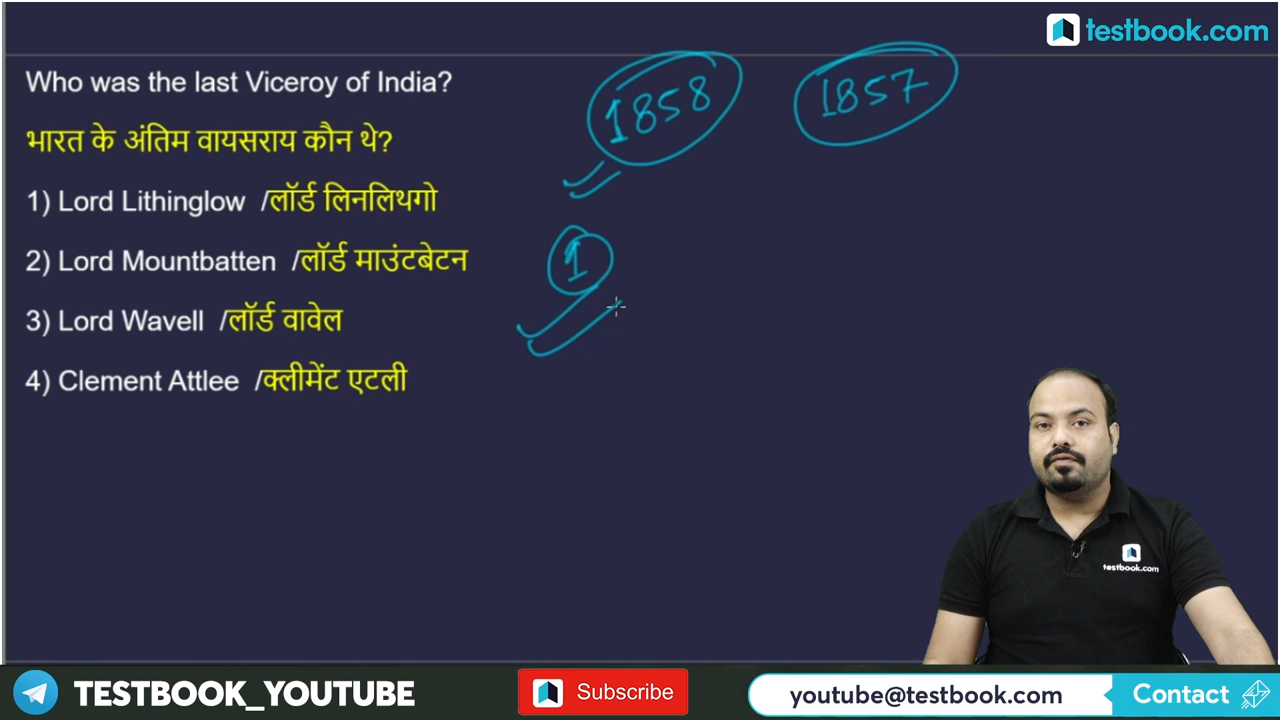 testbook.com
Who was the last Viceroy of India?
1858
1857
भारत के अंतिम वायसराय कौन थे?
1) Lord Lithinglow /लॉर्ड लिनलिथगो
2) Lord Mountbatten /लॉर्ड माउंटबेटन
1
3) Lord Wavell /लॉर्ड वावेल
4) Clement Attlee /क्लीमेंट एटली
testbook.com
TESTBOOK_YOUTUBE
Subscribe
youtube@testbook.com
Contact